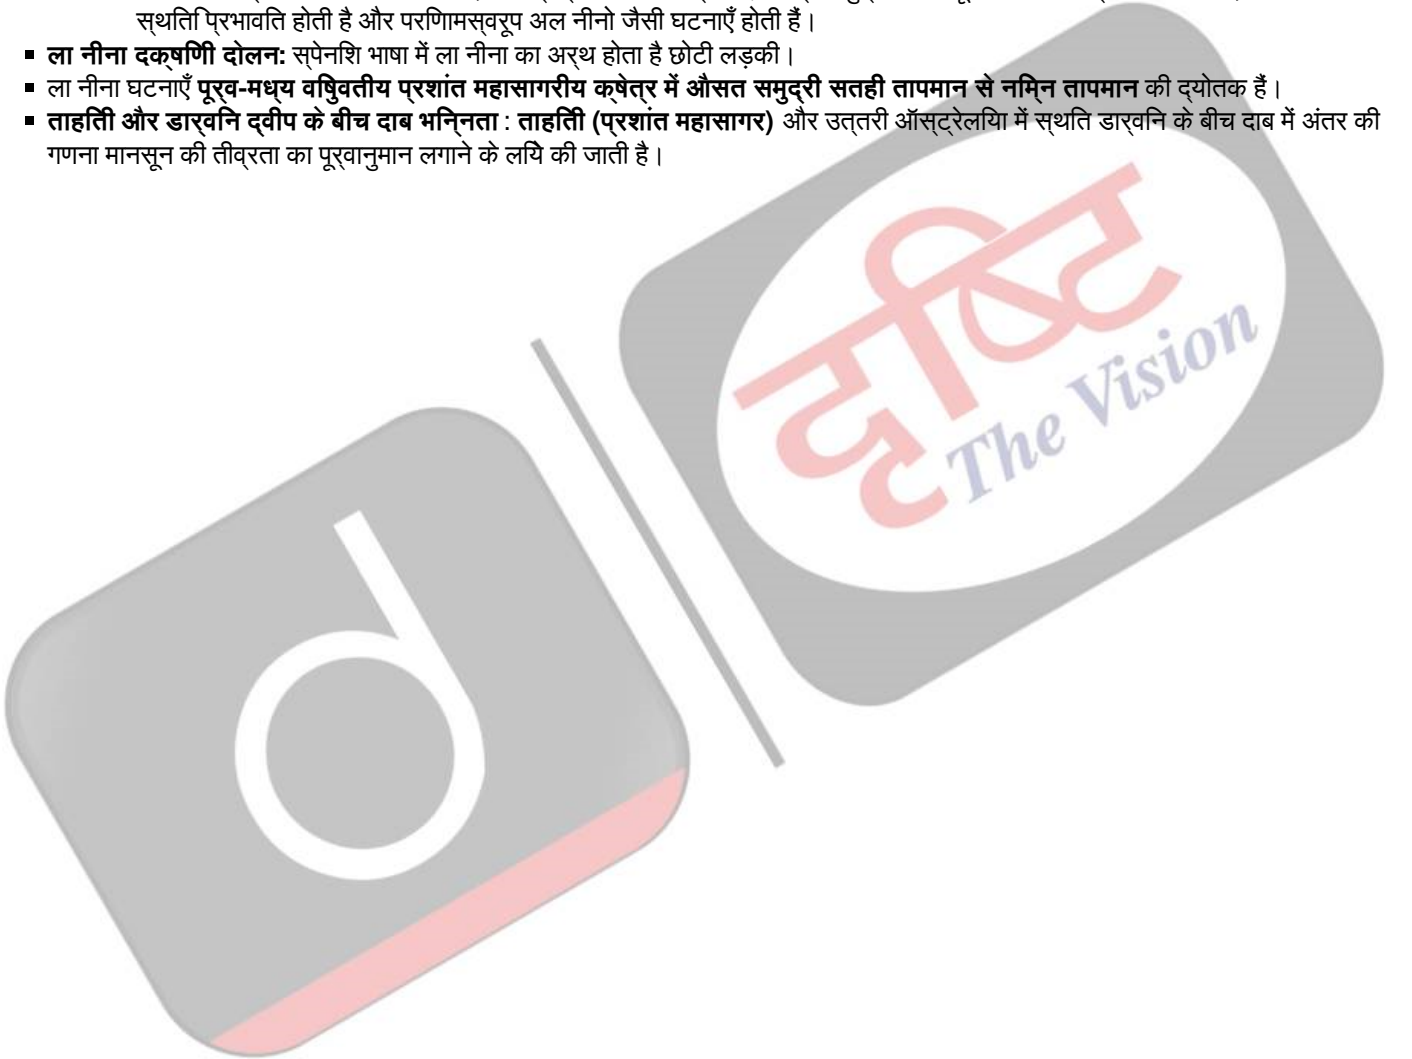 स्थिति प्रभावित होती है और परिणामस्वरूप अल नीनो जैसी घटनाएँ होती हैं।
▪ ला नीना दक्षिणी दोलन: स्पेनिश भाषा में ला नीना का अर्थ होता है छोटी लड़की।
▪ ला नीना घटनाएँ पूर्व-मध्य विषुवतीय प्रशांत महासागरीय क्षेत्र में औसत समुद्री सतही तापमान से निम्न तापमान की द्योतक हैं।
▪ ताहिती और डार्विन द्वीप के बीच दाब भिन्नता : ताहिती (प्रशांत महासागर) और उत्तरी ऑस्ट्रेलिया में स्थित डार्विन के बीच दाब में अंतर की
गणना मानसून की तीव्रता का पूर्वानुमान लगाने के लिये की जाती है।
दृष्टि
The Vision
d